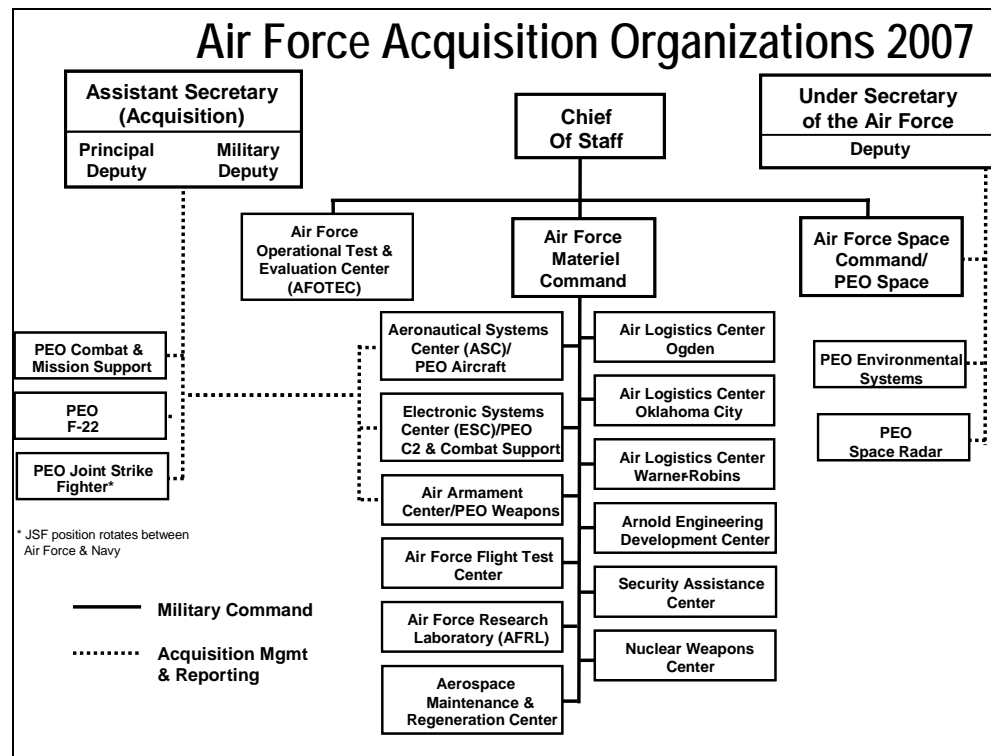 Air Force Acquisition Organizations 2007
Assistant Secretary
(Acquisition)
Principal
Deputy
Military
Deputy
Chief
Of Staff
Under Secretary
of the Air Force
Deputy
Air Force
Operational Test &
Evaluation Center
(AFOTEC)
Air Force
Materiel
Command
Air Force Space
Command/
PEO Space
PEO Combat &
Mission Support
PEO
F-22
PEO Joint Strike
Fighter*
* JSF position rotates between
Air Force & Navy
Aeronautical Systems
Center (ASC)/
PEO Aircraft
Electronic Systems
Center (ESC)/PEO
C2 & Combat Support
Air Armament
Center/PEO Weapons
Air Force Flight Test
Center
Air Force Research
Laboratory (AFRL)
Aerospace
Maintenance &
Regeneration Center
Air Logistics Center
Ogden
Air Logistics Center
Oklahoma City
Air Logistics Center
Warner-Robins
Arnold Engineering
Development Center
Security Assistance
Center
Nuclear Weapons
Center
PEO Environmental
Systems
PEO
Space Radar
Military Command
Acquisition Mgmt
& Reporting